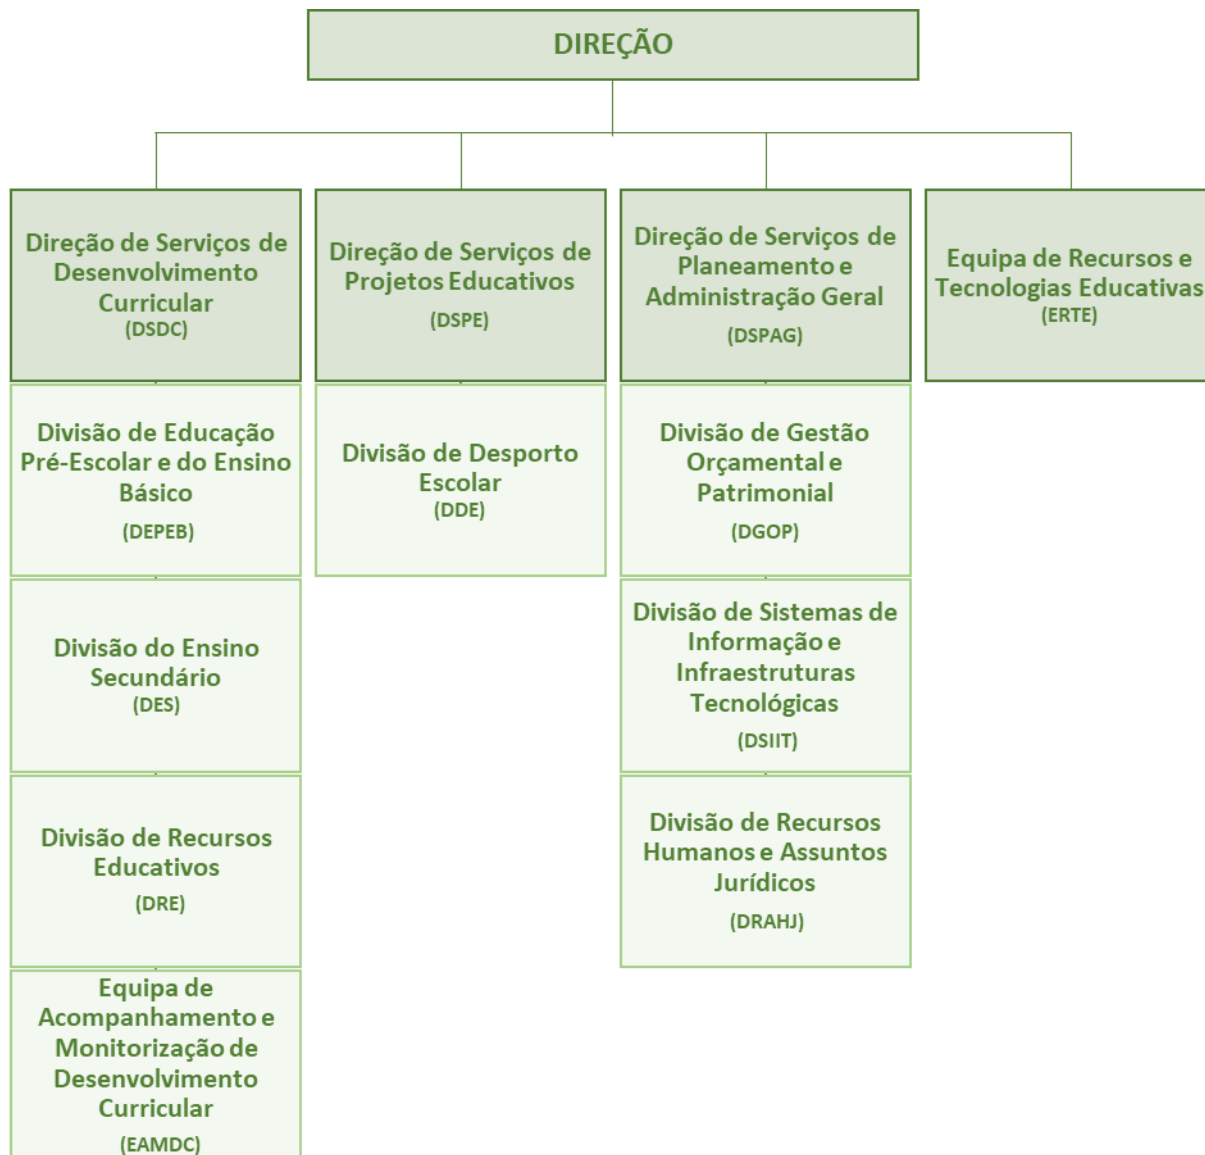 DIREÇÃO
Direção de Serviços de
Desenvolvimento
Curricular
(DSDC)
Direção de Serviços de
Projetos Educativos
(DSPE)
Direção de Serviços de
Planeamento e
Administração Geral
(DSPAG)
Equipa de Recursos e
Tecnologias Educativas
(ERTE)
Divisão de Educação
Pré-Escolar e do Ensino
Básico
(DEPEB)
Divisão de Desporto
Escolar
(DDE)
Divisão de Gestão
Orçamental e
Patrimonial
(DGOP)
Divisão do Ensino
Secundário
(DES)
Divisão de Sistemas de
Informação e
Infraestruturas
Tecnológicas
(DSIIT)
Divisão de Recursos
Educativos
(DRE)
Divisão de Recursos
Humanos e Assuntos
Jurídicos
(DRAHJ)
Equipa de
Acompanhamento e
Monitorização de
Desenvolvimento
Curricular
(EAMDC)